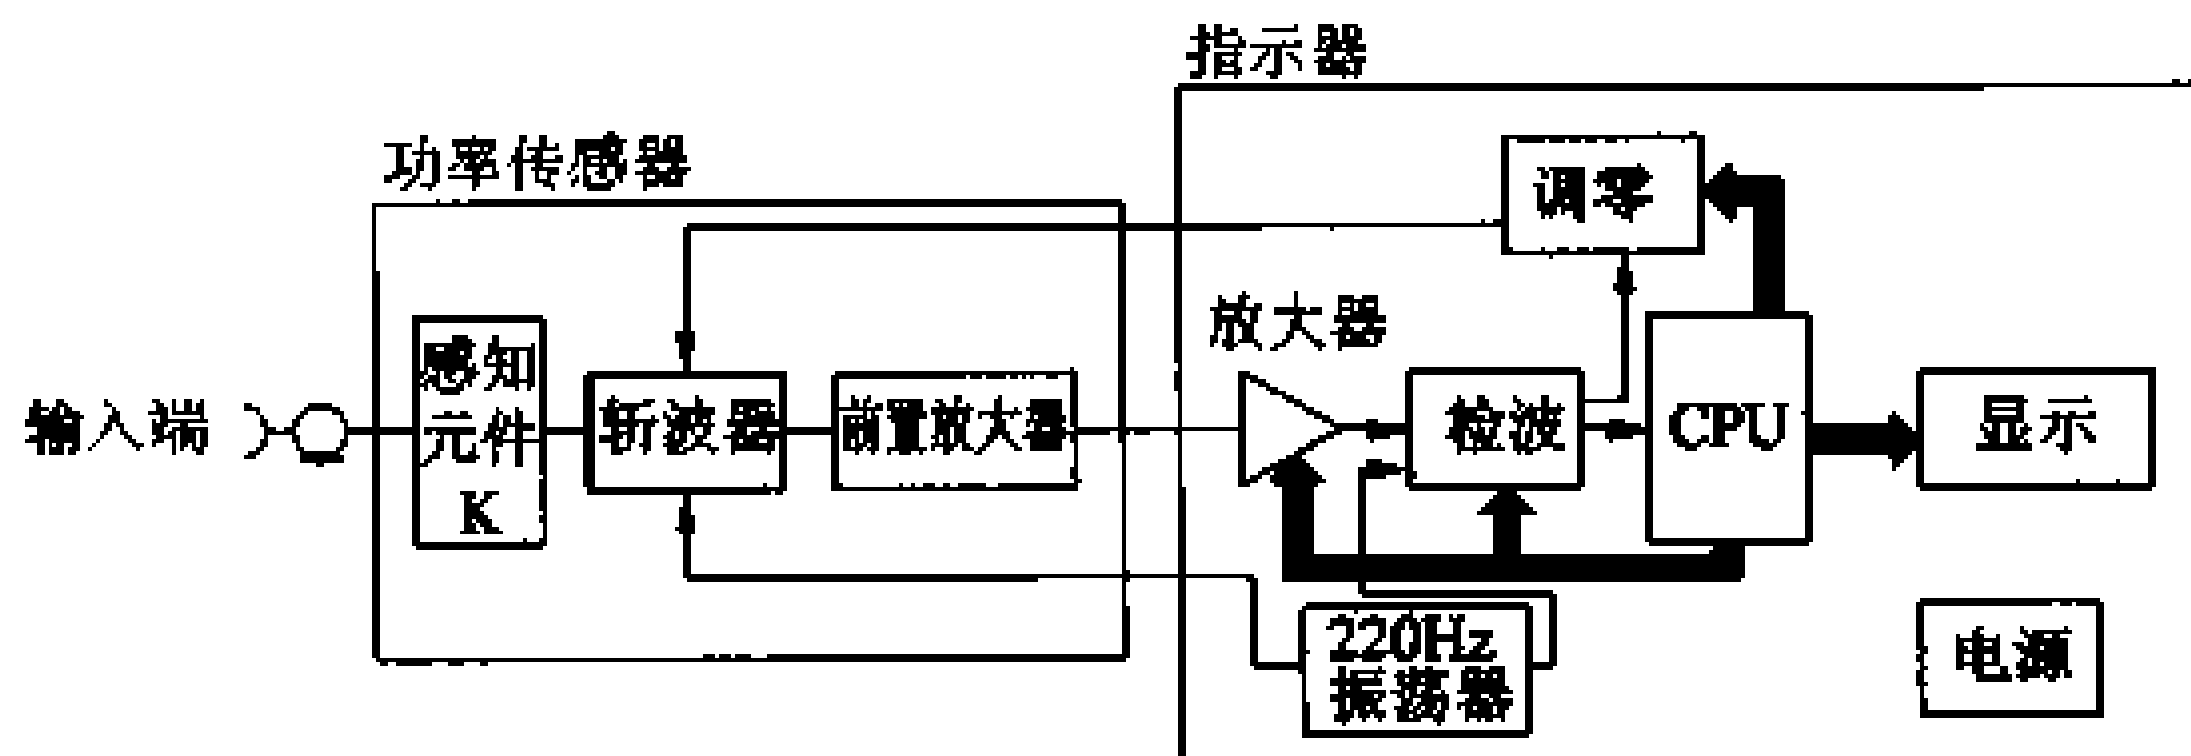 指示器
功率传感器
调零
放大器
感知
元件
K
输入端
斩波器
前置放大器
检波
CPU
显示
220Hz
振荡器
电源